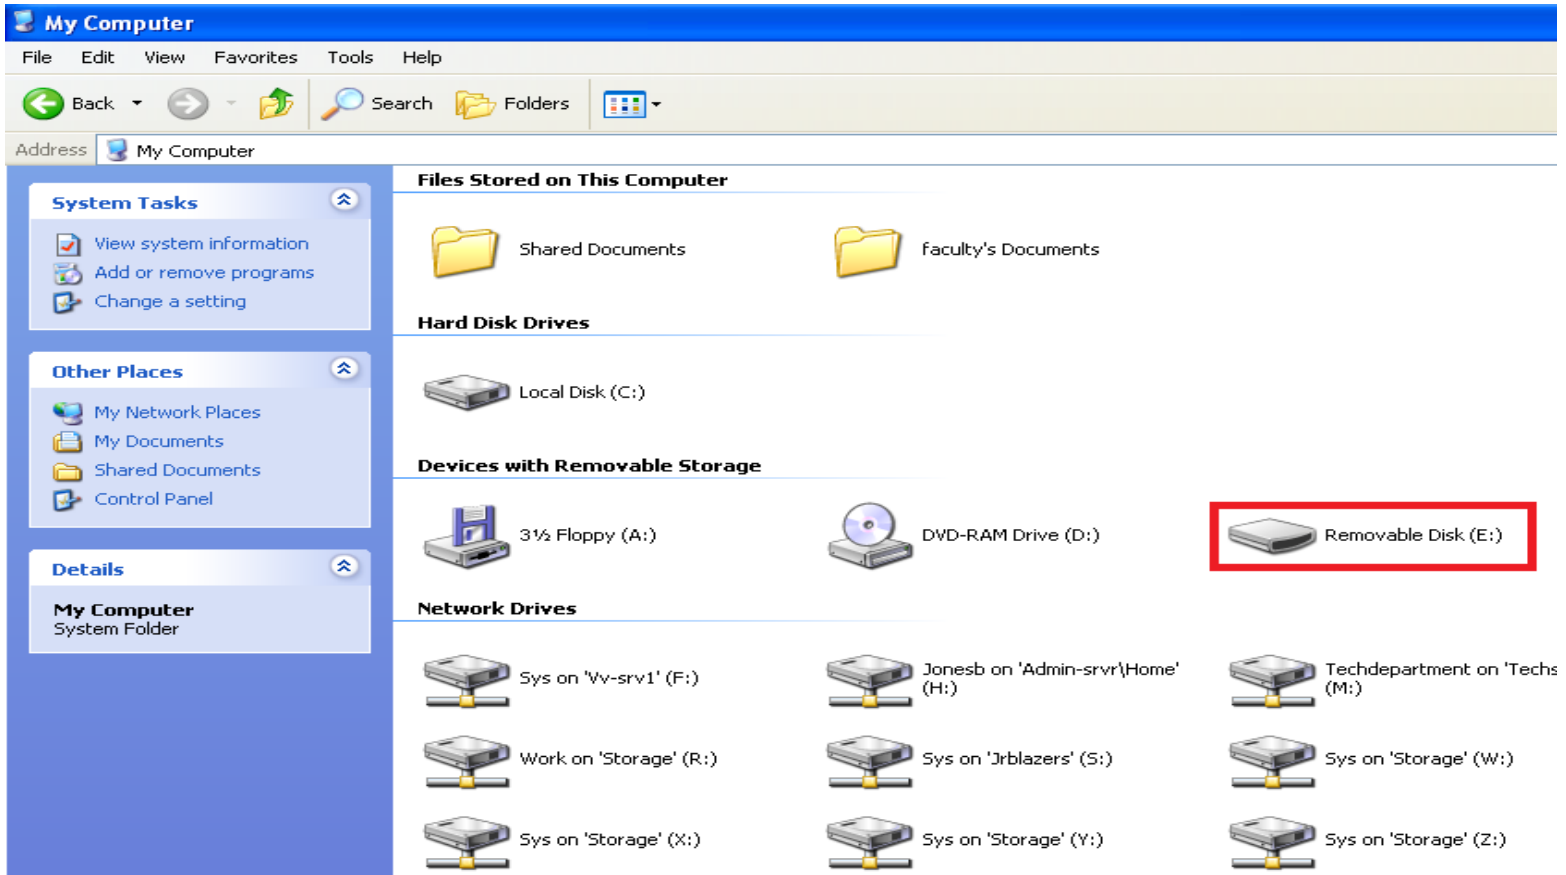 My Computer
File Edit View Favorites Tools Help
Back Search Folders
Address My Computer
System Tasks
View system information
Add or remove programs
Change a setting
Other Places
My Network Places
My Documents
Shared Documents
Control Panel
Details
My Computer
System Folder
Files Stored on This Computer
Shared Documents faculty's Documents
Hard Disk Drives
Local Disk (C:)
Devices with Removable Storage
3½ Floppy (A:) DVD-RAM Drive (D:) Removable Disk (E:)
Network Drives
Sys on 'Vv-srv1' (F:)
Jonesb on 'Admin-srvr\Home'
(H:)
Techdepartment on 'Techs
(M:)
Work on 'Storage' (R:) Sys on 'Jrblazers' (S:) Sys on 'Storage' (W:)
Sys on 'Storage' (X:) Sys on 'Storage' (Y:) Sys on 'Storage' (Z:)